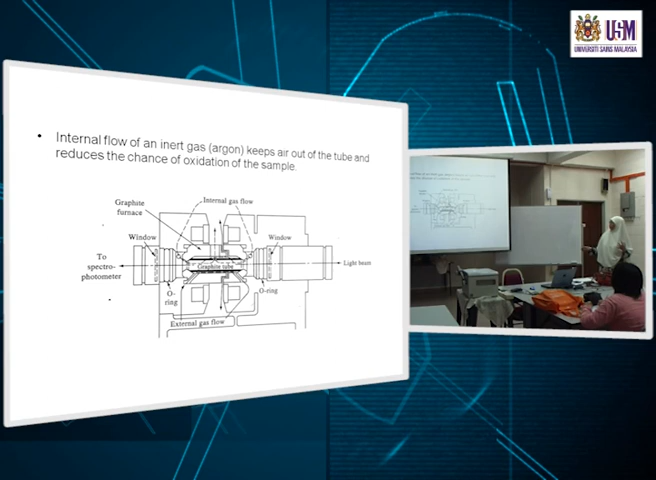 USM
UNIVERSITI SAINS MALAYSIA
• Internal flow of an inert gas (argon) keeps air out of the tube and
reduces the chance of oxidation of the sample.
Graphite
furnace
Internal gas flow
Window
Window
To
spectro-
photometer
Graphite tube
Light beam
O-
ring
O-ring
External gas flow